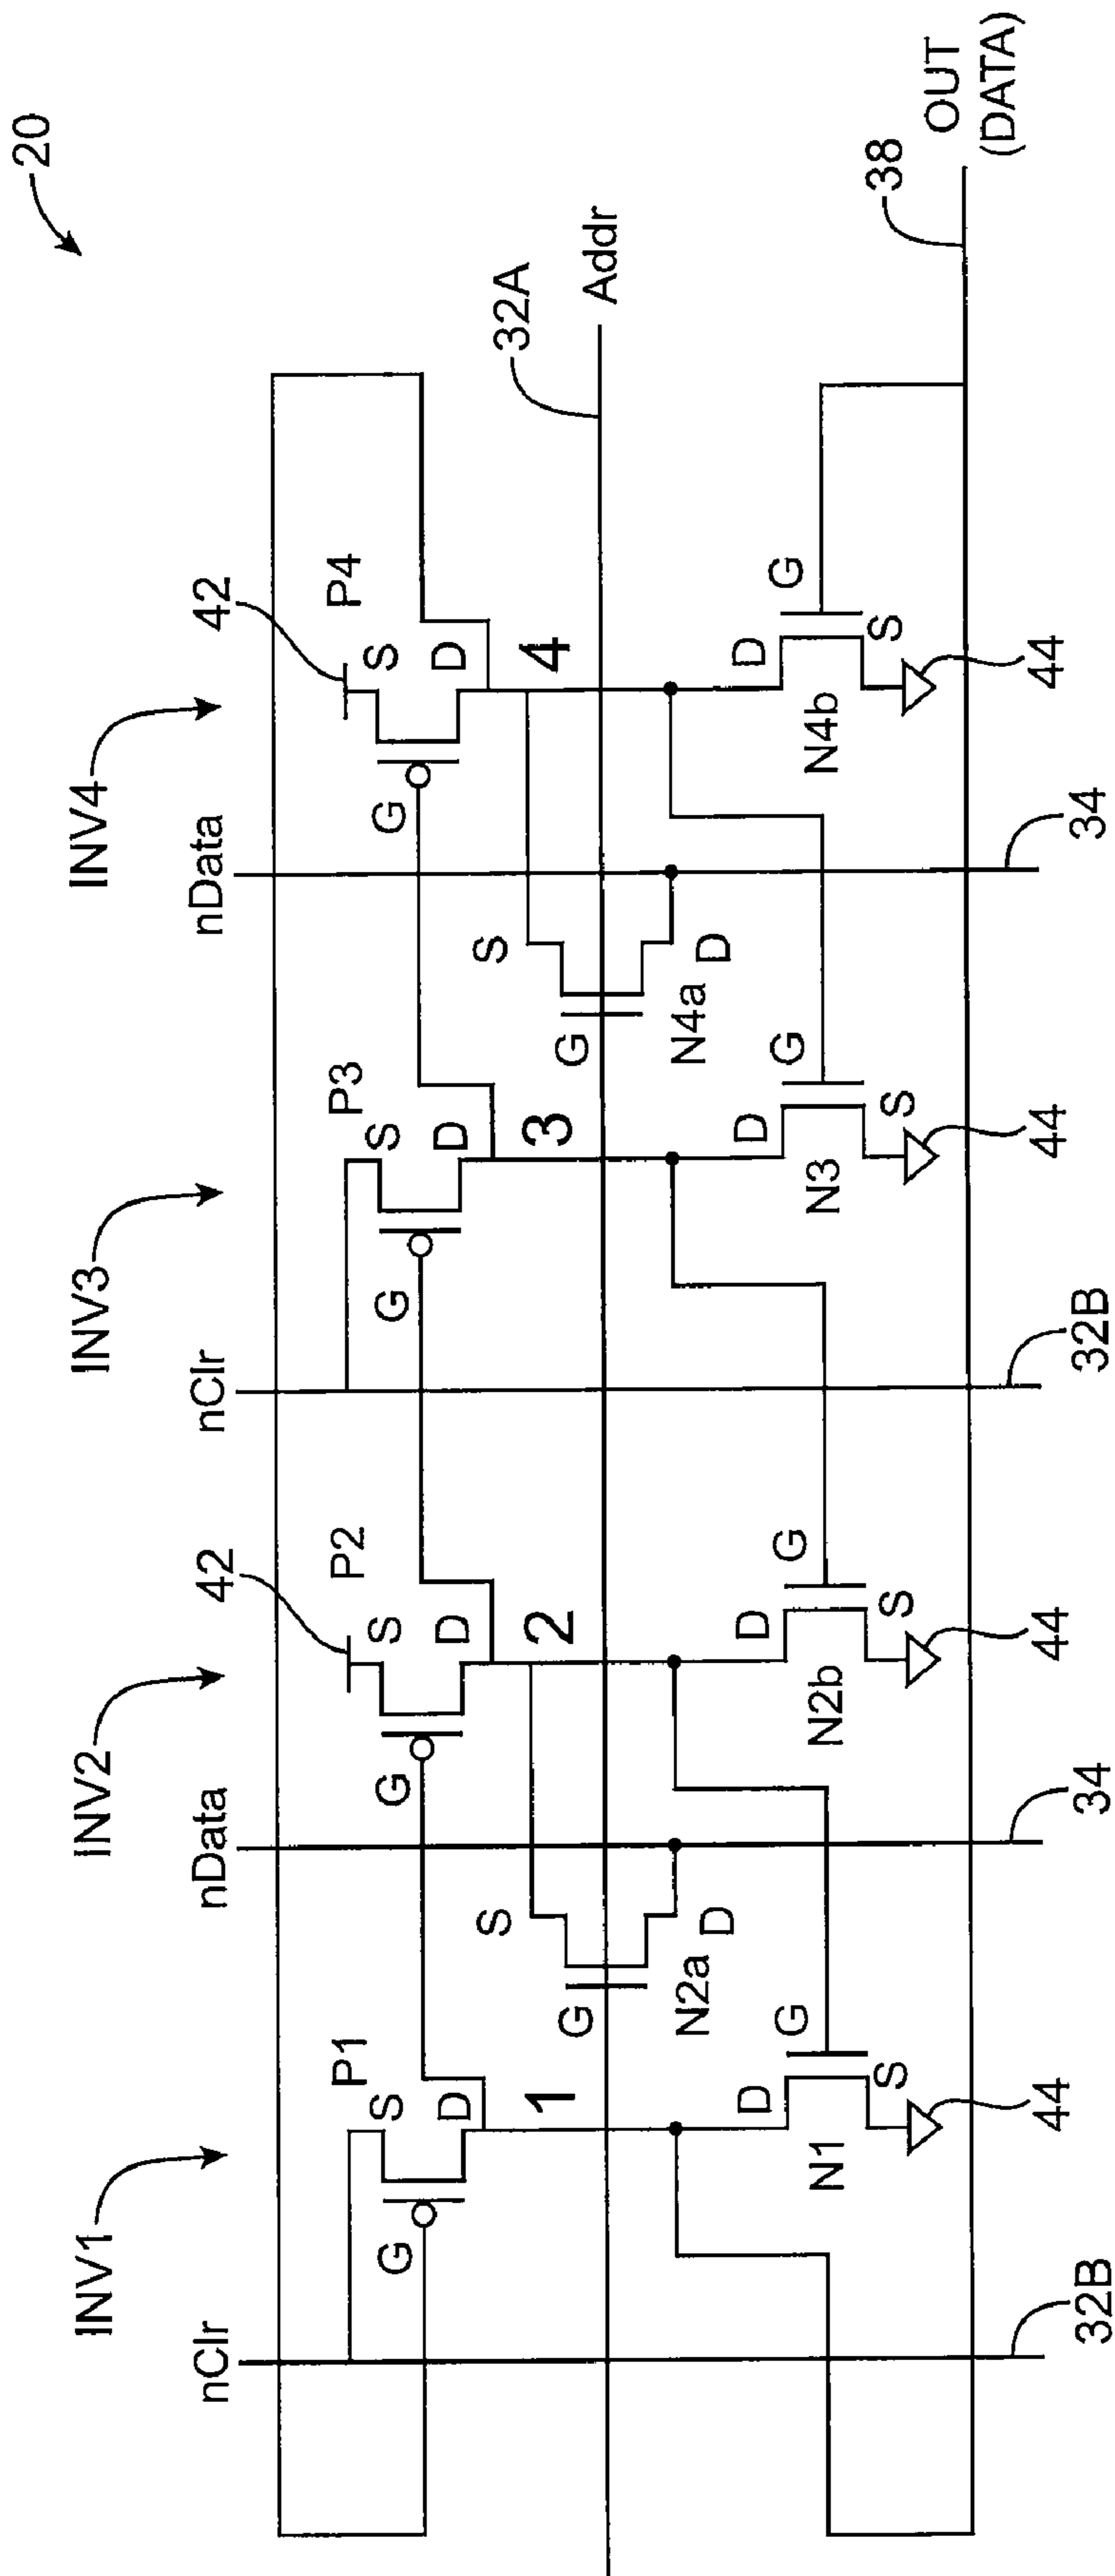 20
INV1
INV2
INV3
INV4
nClr
nData
42
nClr
nData
42
P1
P2
P3
P4
S
S
S
S
G
D
G
D
G
D
G
D
32A
1
2
3
4
S
S
Addr
G
G
N2a
D
N4a
D
D
D
D
D
N1
G
N2b
G
N3
G
N4b
G
S
S
S
S
38
OUT
(DATA)
32B
44
34
44
32B
44
34
44